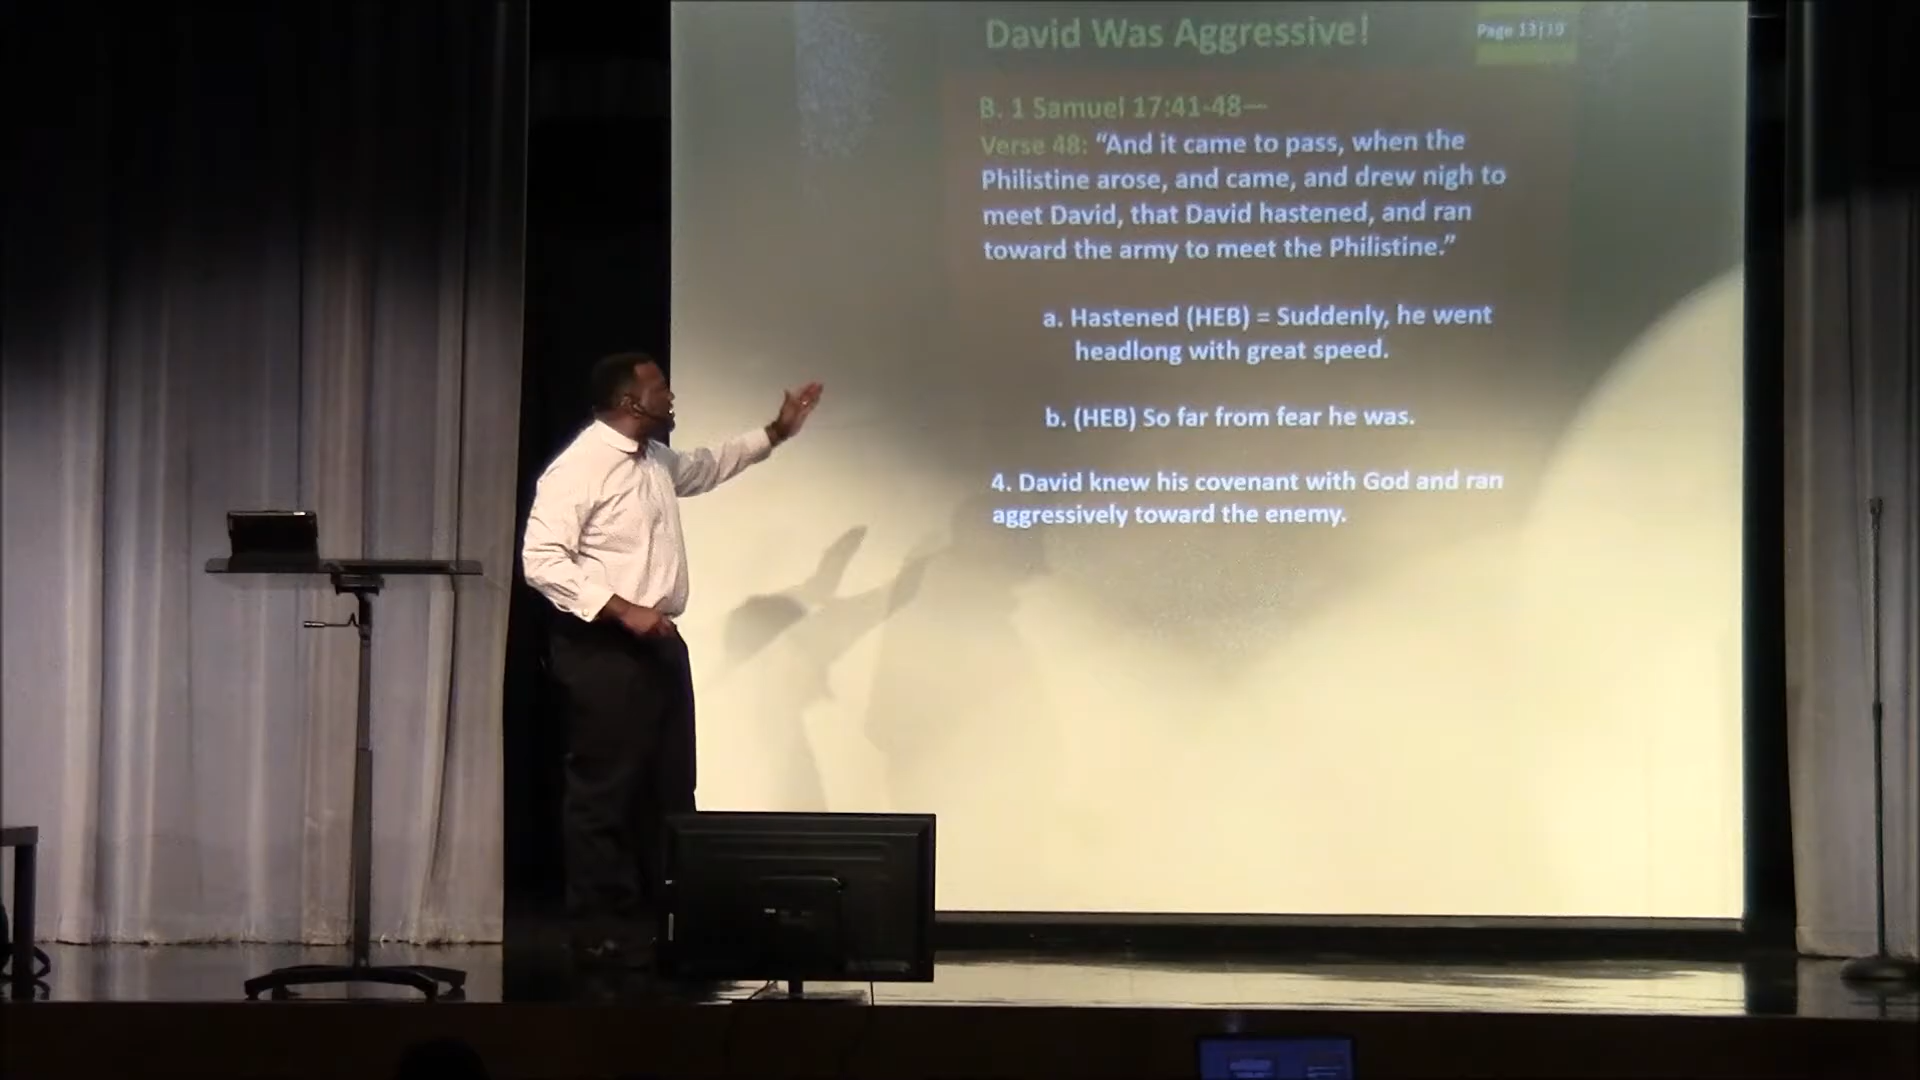 David Was Aggressive!
Page 13/19
B. 1 Samuel 17:41-48—
Verse 48: “And it came to pass, when the
Philistine arose, and came, and drew nigh to
meet David, that David hastened, and ran
toward the army to meet the Philistine.”
a. Hastened (HEB) = Suddenly, he went
headlong with great speed.
b. (HEB) So far from fear he was.
4. David knew his covenant with God and ran
aggressively toward the enemy.